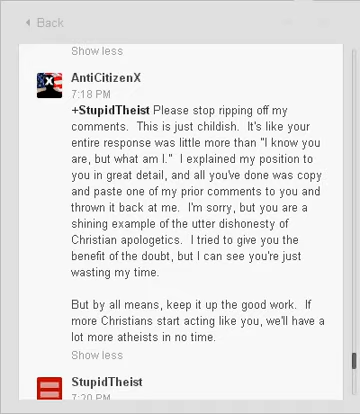 Back
Show less
AntiCitizenX
7:18 PM
+StupidTheist Please stop ripping off my
comments. This is just childish. It's like your
entire response was little more than "I know you
are, but what am I." I explained my position to
you in great detail, and all you've done was copy
and paste one of my prior comments to you and
thrown it back at me. I'm sorry, but you are a
shining example of the utter dishonesty of
Christian apologetics. I tried to give you the
benefit of the doubt, but I can see you're just
wasting my time.
But by all means, keep it up the good work. If
more Christians start acting like you, we'll have a
lot more atheists in no time.
Show less
StupidTheist
7:20 PM